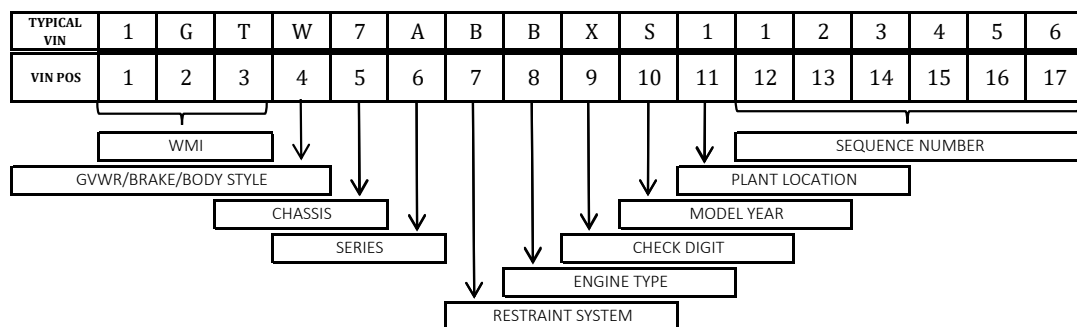 TYPICAL VIN 1 G T W 7 A B B X S 1 1 2 3 4 5 6
VIN POS 1 2 3 4 5 6 7 8 9 10 11 12 13 14 15 16 17
WMI SEQUENCE NUMBER
GVWR/BRAKE/BODY STYLE PLANT LOCATION
CHASSIS MODEL YEAR
SERIES CHECK DIGIT
ENGINE TYPE
RESTRAINT SYSTEM